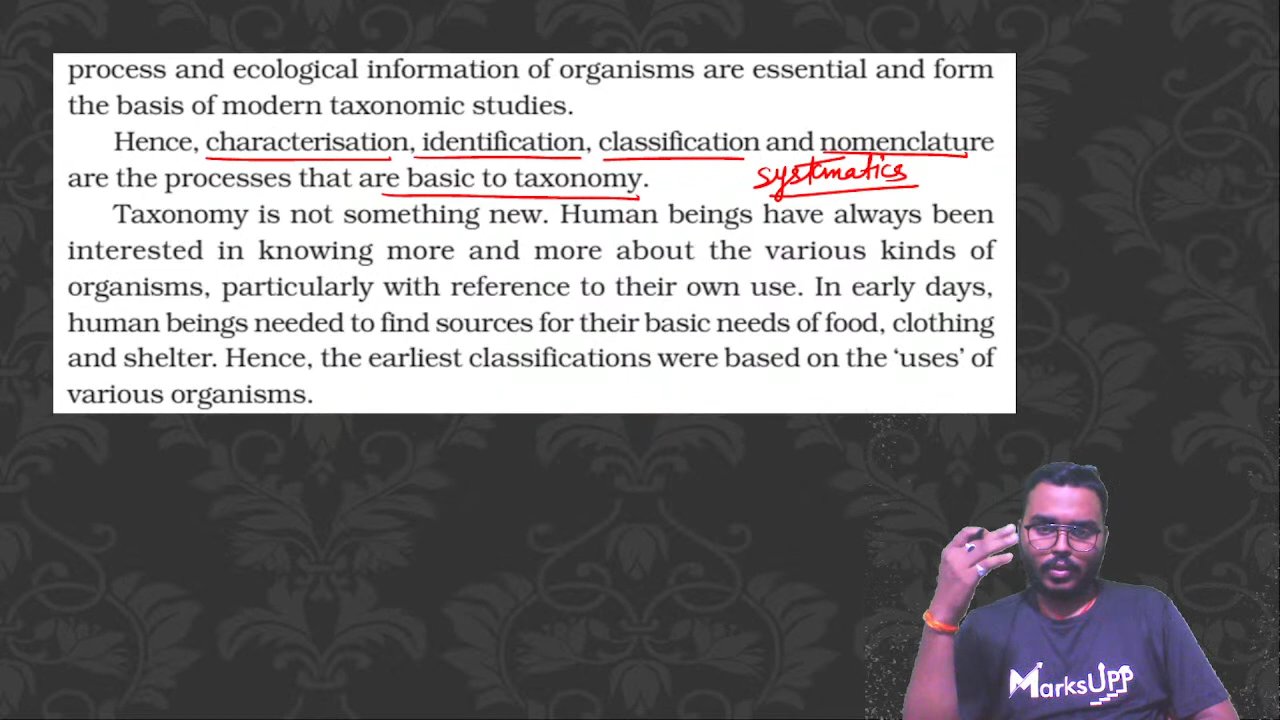 process and ecological information of organisms are essential and form
the basis of modern taxonomic studies.
Hence, characterisation, identification, classification and nomenclature
are the processes that are basic to taxonomy.
systematics
Taxonomy is not something new. Human beings have always been
interested in knowing more and more about the various kinds of
organisms, particularly with reference to their own use. In early days,
human beings needed to find sources for their basic needs of food, clothing
and shelter. Hence, the earliest classifications were based on the ‘uses’ of
various organisms.
MarksUpp